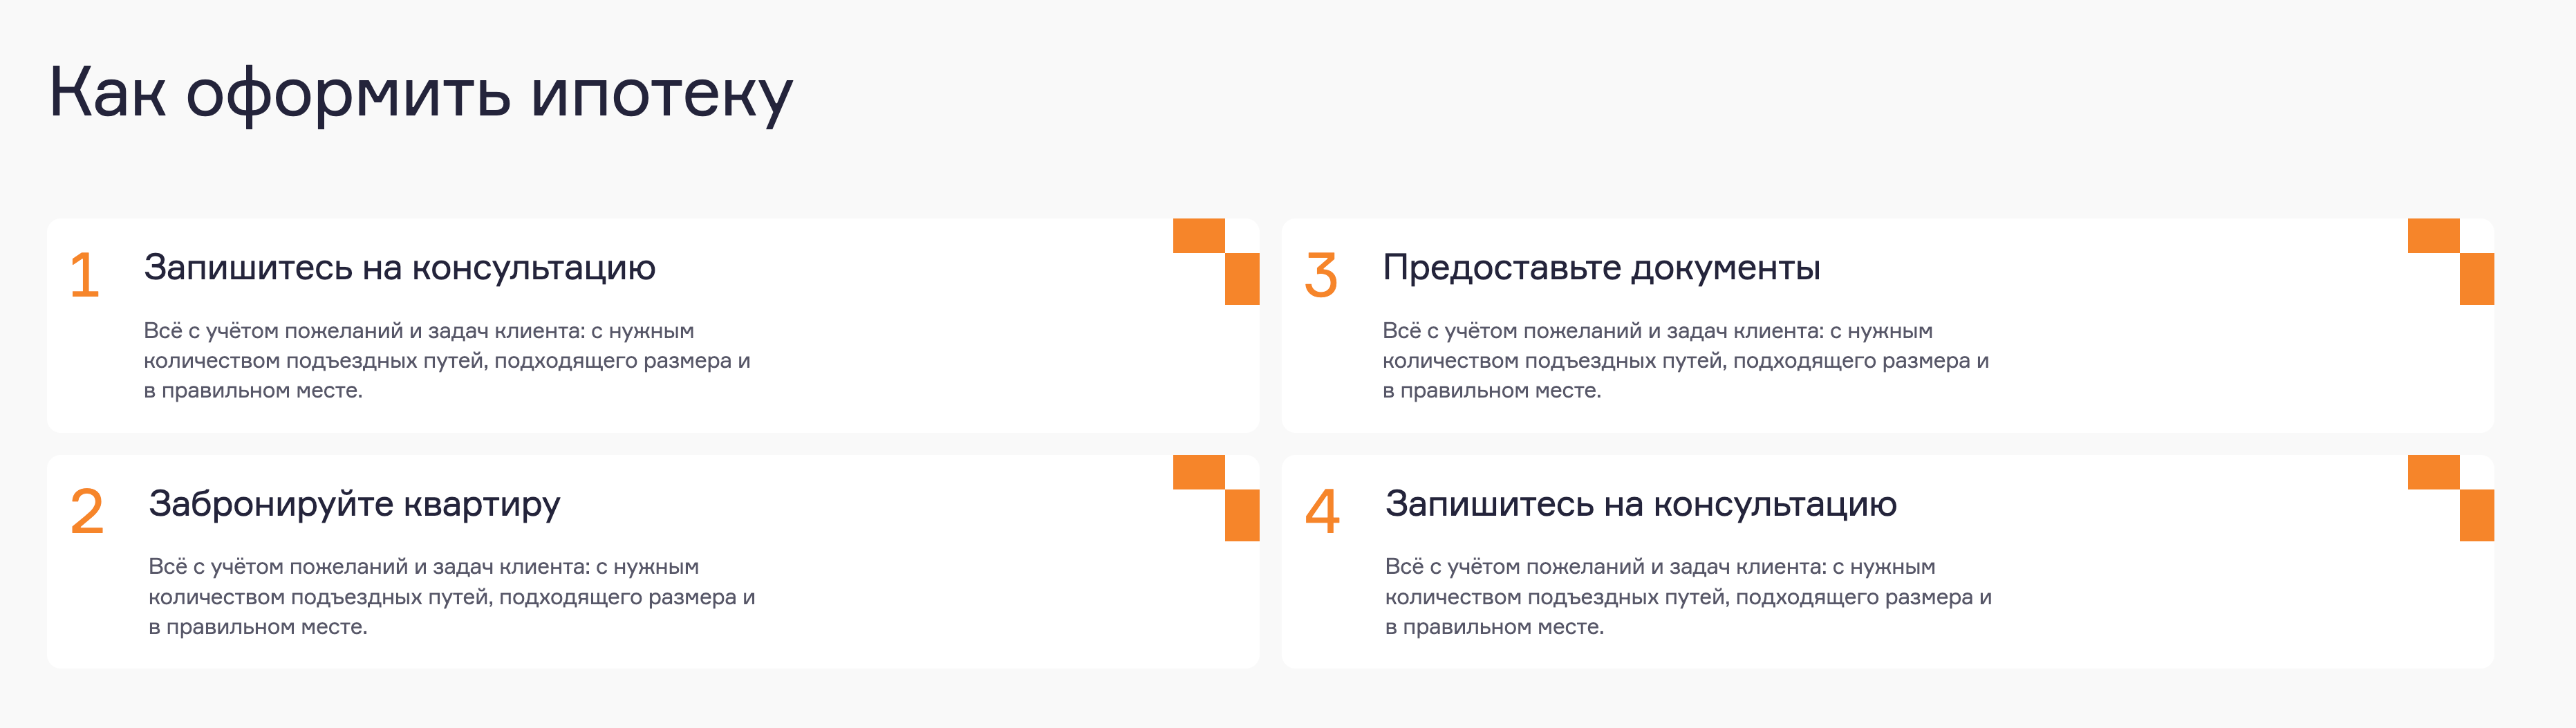 Как оформить ипотеку
1
Запишитесь на консультацию
Всё с учётом пожеланий и задач клиента: с нужным
количеством подъездных путей, подходящего размера и
в правильном месте.
2
Забронируйте квартиру
Всё с учётом пожеланий и задач клиента: с нужным
количеством подъездных путей, подходящего размера и
в правильном месте.
3
Предоставьте документы
Всё с учётом пожеланий и задач клиента: с нужным
количеством подъездных путей, подходящего размера и
в правильном месте.
4
Запишитесь на консультацию
Всё с учётом пожеланий и задач клиента: с нужным
количеством подъездных путей, подходящего размера и
в правильном месте.